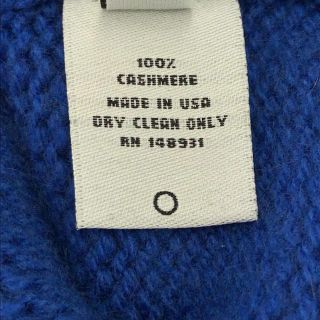 100%
CASHMERE
MADE IN USA
DRY CLEAN ONLY
RN 148931